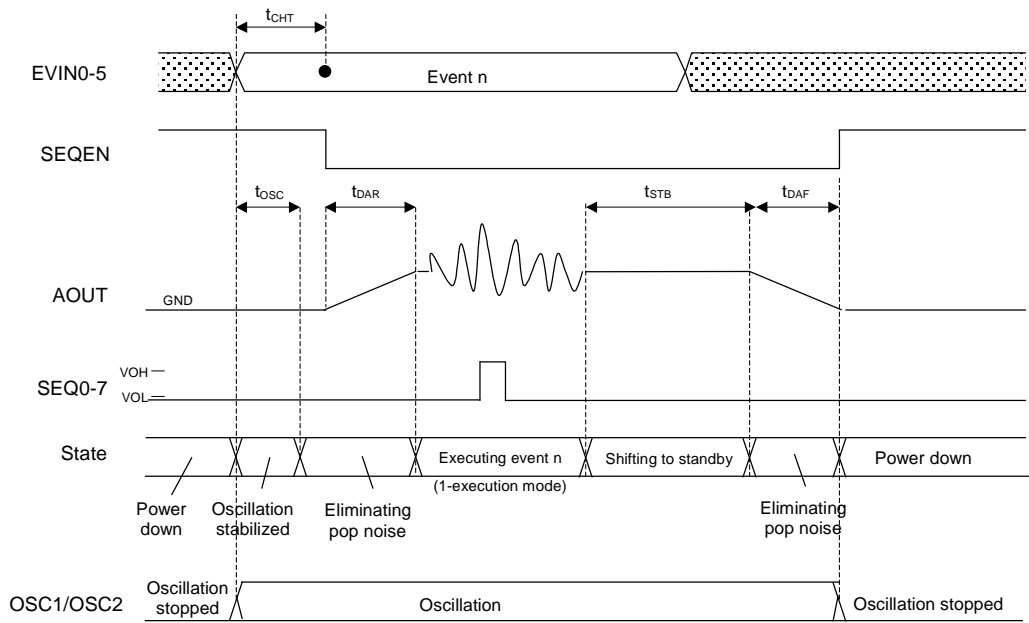 tCHT
EVIN0-5
Event n
SEQEN
tOSC
tDAR
tSTB
tDAF
AOUT
GND
VOH
SEQ0-7
VOL
State
Executing event n
Shifting to standby
Power down
(1-execution mode)
Power
down
Oscillation
stabilized
Eliminating
pop noise
Eliminating
pop noise
OSC1/OSC2
Oscillation
stopped
Oscillation
Oscillation stopped